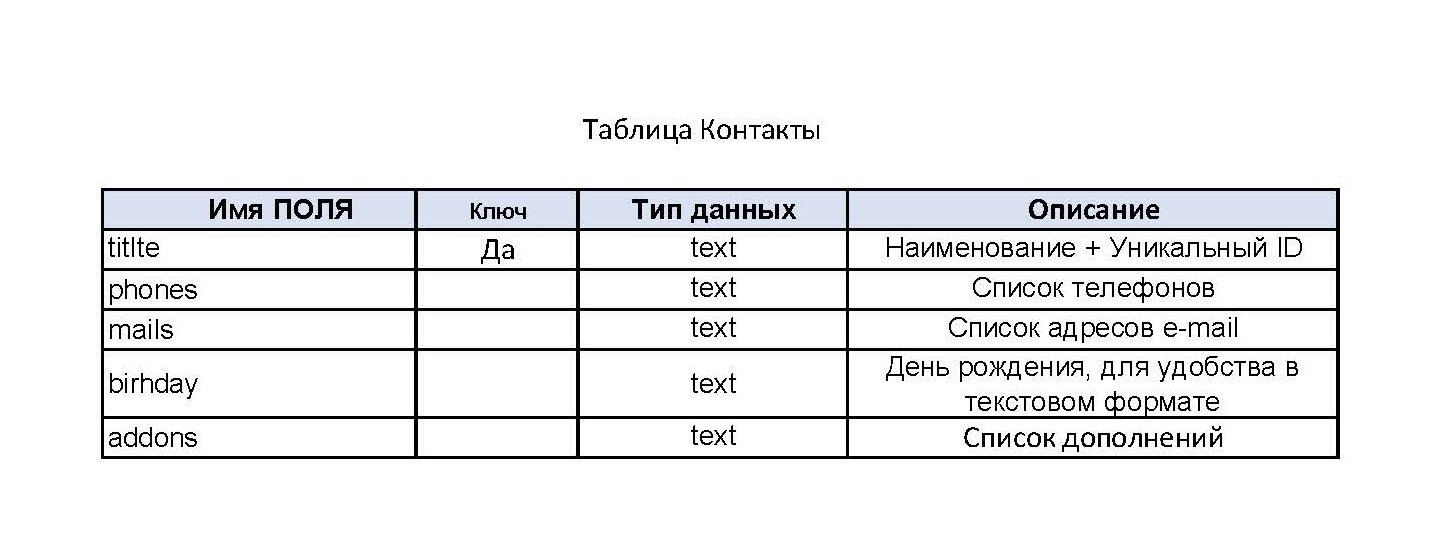 Таблица Контакты
Имя ПОЛЯ Ключ Тип данных Описание
titlte Да text Наименование + Уникальный ID
phones text Список телефонов
mails text Список адресов e-mail
birhday text День рождения, для удобства в
текстовом формате
addons text Список дополнений